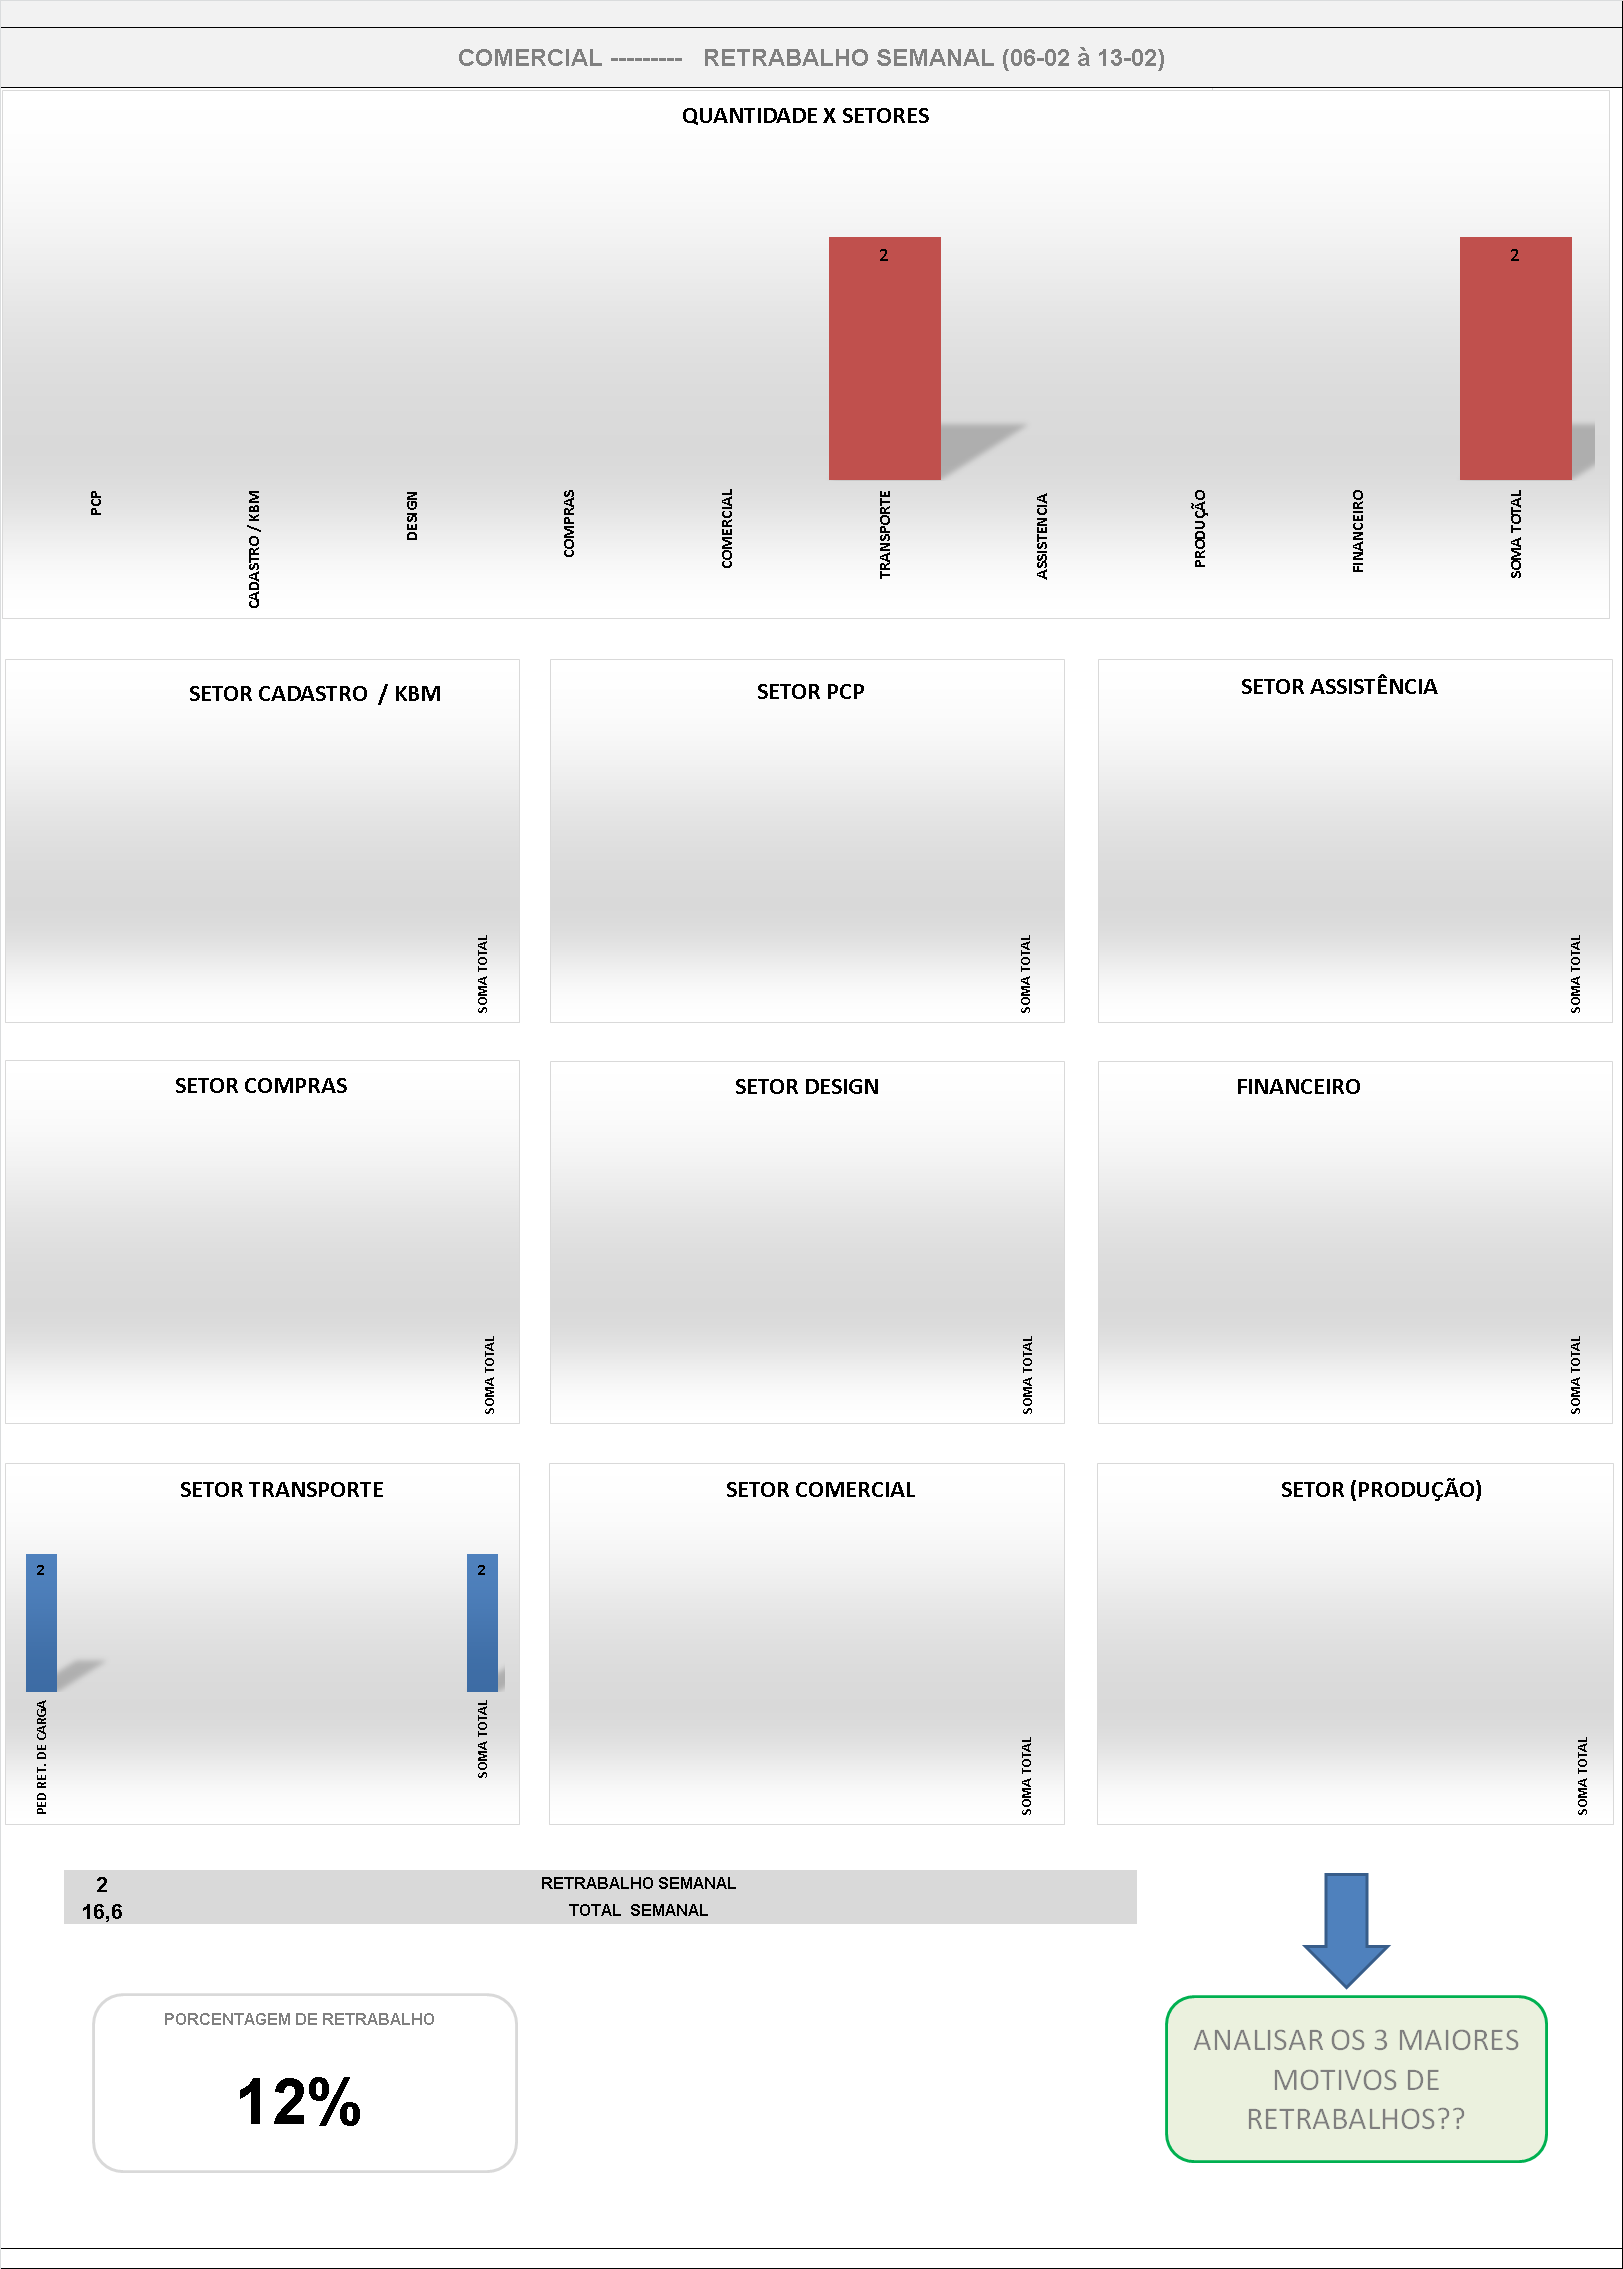 COMERCIAL --------- RETRABALHO SEMANAL (06-02 à 13-02)
QUANTIDADE X SETORES
2
2
PCP
CADASTRO / KBM
DESIGN
COMPRAS
COMERCIAL
TRANSPORTE
ASSISTENCIA
PRODUÇÃO
FINANCEIRO
SOMA TOTAL
SETOR CADASTRO / KBM
SOMA TOTAL
SETOR PCP
SOMA TOTAL
SETOR ASSISTÊNCIA
SOMA TOTAL
SETOR COMPRAS
SOMA TOTAL
SETOR DESIGN
SOMA TOTAL
FINANCEIRO
SOMA TOTAL
SETOR TRANSPORTE
2
2
PED RET. DE CARGA
SOMA TOTAL
SETOR COMERCIAL
SOMA TOTAL
SETOR (PRODUÇÃO)
SOMA TOTAL
2 RETRABALHO SEMANAL
16,6 TOTAL SEMANAL
PORCENTAGEM DE RETRABALHO
12%
ANALISAR OS 3 MAIORES
MOTIVOS DE
RETRABALHOS??